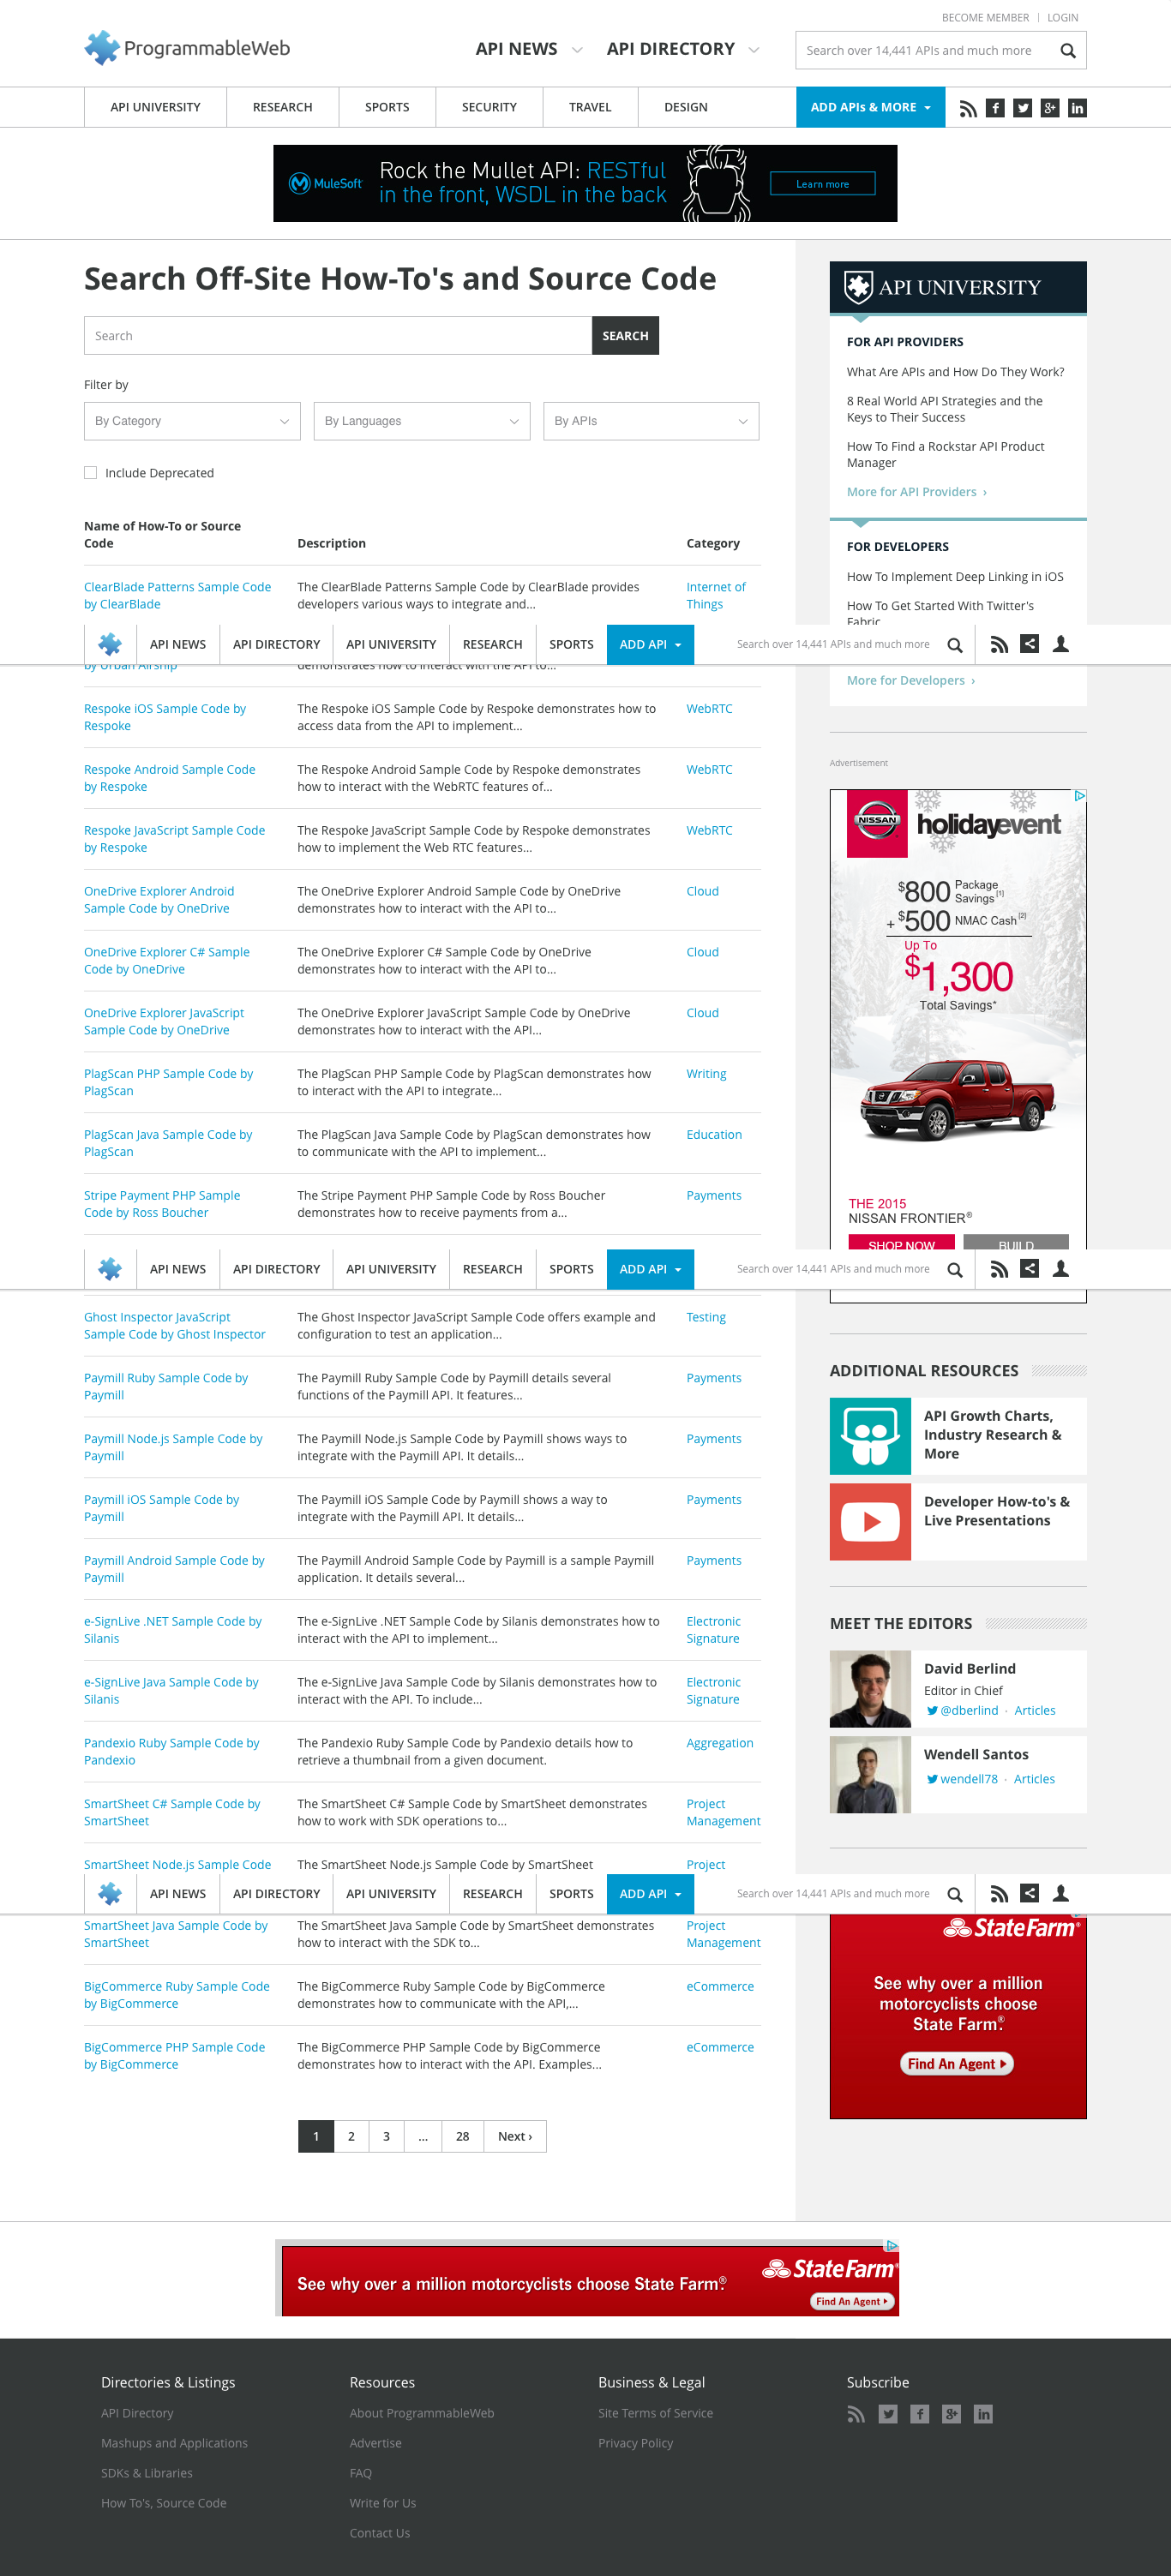 BECOME MEMBER | LOGIN
ProgrammableWeb
API NEWS
API DIRECTORY
Search over 14,441 APIs and much more
API UNIVERSITY
RESEARCH
SPORTS
SECURITY
TRAVEL
DESIGN
ADD APIs & MORE
MuleSoft
Rock the Mullet API: RESTful
in the front, WSDL in the back
Learn more
Search Off-Site How-To's and Source Code
Search
SEARCH
Filter by
By Category
By Languages
By APIs
Include Deprecated
Name of How-To or Source
Code
Description
Category
ClearBlade Patterns Sample Code
by ClearBlade
The ClearBlade Patterns Sample Code by ClearBlade provides
developers various ways to integrate and...
Internet of
Things
API NEWS
API DIRECTORY
API UNIVERSITY
RESEARCH
SPORTS
ADD API
Search over 14,441 APIs and much more
by Urban Airship
demonstrates how to interact with the API to...
Respoke iOS Sample Code by
Respoke
The Respoke iOS Sample Code by Respoke demonstrates how to
access data from the API to implement...
WebRTC
Respoke Android Sample Code
by Respoke
The Respoke Android Sample Code by Respoke demonstrates
how to interact with the WebRTC features of...
WebRTC
Respoke JavaScript Sample Code
by Respoke
The Respoke JavaScript Sample Code by Respoke demonstrates
how to implement the Web RTC features...
WebRTC
OneDrive Explorer Android
Sample Code by OneDrive
The OneDrive Explorer Android Sample Code by OneDrive
demonstrates how to interact with the API to...
Cloud
OneDrive Explorer C# Sample
Code by OneDrive
The OneDrive Explorer C# Sample Code by OneDrive
demonstrates how to interact with the API to...
Cloud
OneDrive Explorer JavaScript
Sample Code by OneDrive
The OneDrive Explorer JavaScript Sample Code by OneDrive
demonstrates how to interact with the API...
Cloud
PlagScan PHP Sample Code by
PlagScan
The PlagScan PHP Sample Code by PlagScan demonstrates how
to interact with the API to integrate...
Writing
PlagScan Java Sample Code by
PlagScan
The PlagScan Java Sample Code by PlagScan demonstrates how
to communicate with the API to implement...
Education
Stripe Payment PHP Sample
Code by Ross Boucher
The Stripe Payment PHP Sample Code by Ross Boucher
demonstrates how to receive payments from a...
Payments
API NEWS
API DIRECTORY
API UNIVERSITY
RESEARCH
SPORTS
ADD API
Search over 14,441 APIs and much more
Ghost Inspector JavaScript
Sample Code by Ghost Inspector
The Ghost Inspector JavaScript Sample Code offers example and
configuration to test an application...
Testing
Paymill Ruby Sample Code by
Paymill
The Paymill Ruby Sample Code by Paymill details several
functions of the Paymill API. It features...
Payments
Paymill Node.js Sample Code by
Paymill
The Paymill Node.js Sample Code by Paymill shows ways to
integrate with the Paymill API. It details...
Payments
Paymill iOS Sample Code by
Paymill
The Paymill iOS Sample Code by Paymill shows a way to
integrate with the Paymill API. It details...
Payments
Paymill Android Sample Code by
Paymill
The Paymill Android Sample Code by Paymill is a sample Paymill
application. It details several...
Payments
e-SignLive .NET Sample Code by
Silanis
The e-SignLive .NET Sample Code by Silanis demonstrates how to
interact with the API to implement...
Electronic
Signature
e-SignLive Java Sample Code by
Silanis
The e-SignLive Java Sample Code by Silanis demonstrates how to
interact with the API. To include...
Electronic
Signature
Pandexio Ruby Sample Code by
Pandexio
The Pandexio Ruby Sample Code by Pandexio details how to
retrieve a thumbnail from a given document.
Aggregation
SmartSheet C# Sample Code by
SmartSheet
The SmartSheet C# Sample Code by SmartSheet demonstrates
how to work with SDK operations to...
Project
Management
SmartSheet Node.js Sample Code
The SmartSheet Node.js Sample Code by SmartSheet
Project
API NEWS
API DIRECTORY
API UNIVERSITY
RESEARCH
SPORTS
ADD API
Search over 14,441 APIs and much more
SmartSheet Java Sample Code by
SmartSheet
The SmartSheet Java Sample Code by SmartSheet demonstrates
how to interact with the SDK to...
Project
Management
BigCommerce Ruby Sample Code
by BigCommerce
The BigCommerce Ruby Sample Code by BigCommerce
demonstrates how to communicate with the API,...
eCommerce
BigCommerce PHP Sample Code
by BigCommerce
The BigCommerce PHP Sample Code by BigCommerce
demonstrates how to interact with the API. Examples...
eCommerce
1 2 3 ... 28 Next ›
API UNIVERSITY
FOR API PROVIDERS
What Are APIs and How Do They Work?
8 Real World API Strategies and the
Keys to Their Success
How To Find a Rockstar API Product
Manager
More for API Providers ›
FOR DEVELOPERS
How To Implement Deep Linking in iOS
How To Get Started With Twitter's
Fabric
More for Developers ›
Advertisement
NISSAN
holidayevent
$800 Package
Savings[1]
+ $500 NMAC Cash[2]
Up To
$1,300
Total Savings*
THE 2015
NISSAN FRONTIER®
SHOP NOW
BUILD
ADDITIONAL RESOURCES
API Growth Charts,
Industry Research &
More
Developer How-to's &
Live Presentations
MEET THE EDITORS
David Berlind
Editor in Chief
@dberlind · Articles
Wendell Santos
wendell78 · Articles
StateFarm®
See why over a million
motorcyclists choose
State Farm®.
Find An Agent
See why over a million motorcyclists choose State Farm®.
StateFarm®
Find An Agent
Directories & Listings
API Directory
Mashups and Applications
SDKs & Libraries
How To's, Source Code
Resources
About ProgrammableWeb
Advertise
FAQ
Write for Us
Contact Us
Business & Legal
Site Terms of Service
Privacy Policy
Subscribe